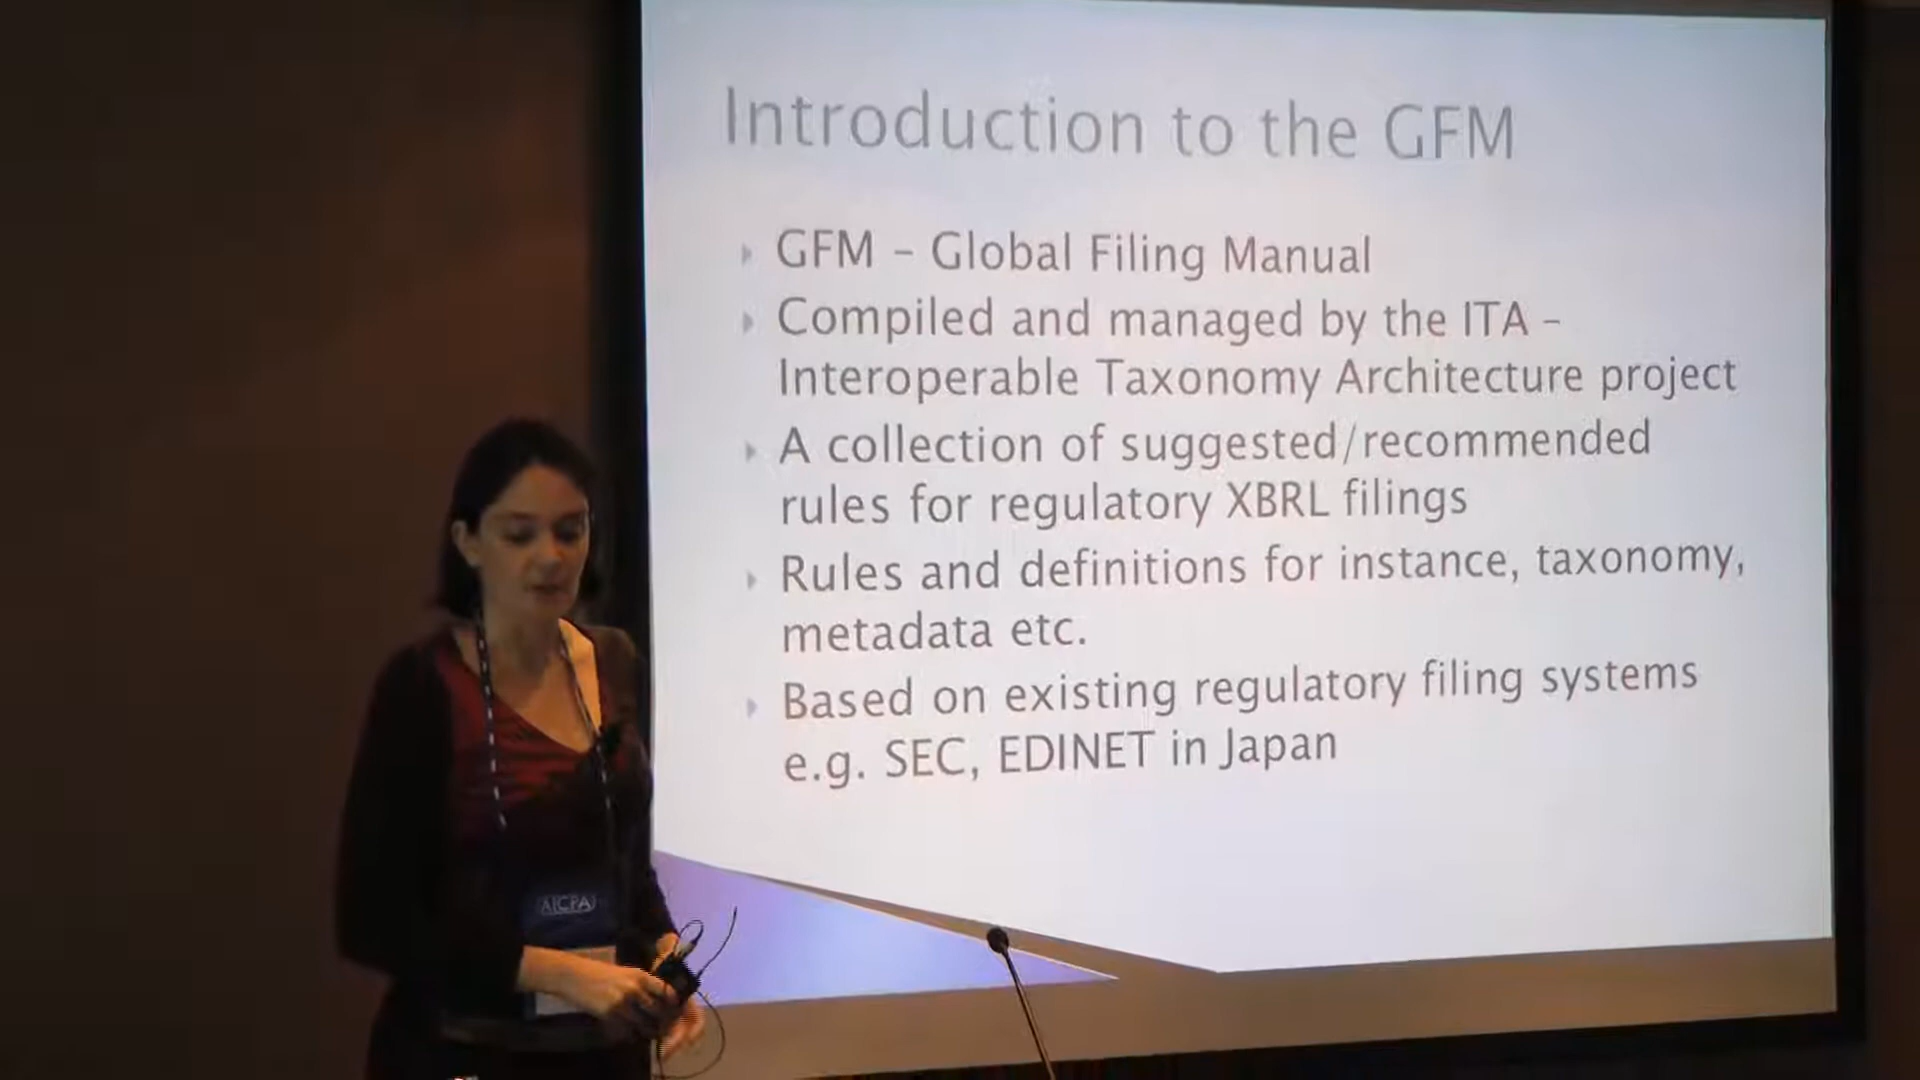 Introduction to the GFM
GFM – Global Filing Manual
Compiled and managed by the ITA –
Interoperable Taxonomy Architecture project
A collection of suggested/recommended
rules for regulatory XBRL filings
Rules and definitions for instance, taxonomy,
metadata etc.
Based on existing regulatory filing systems
e.g. SEC, EDINET in Japan
AICPA